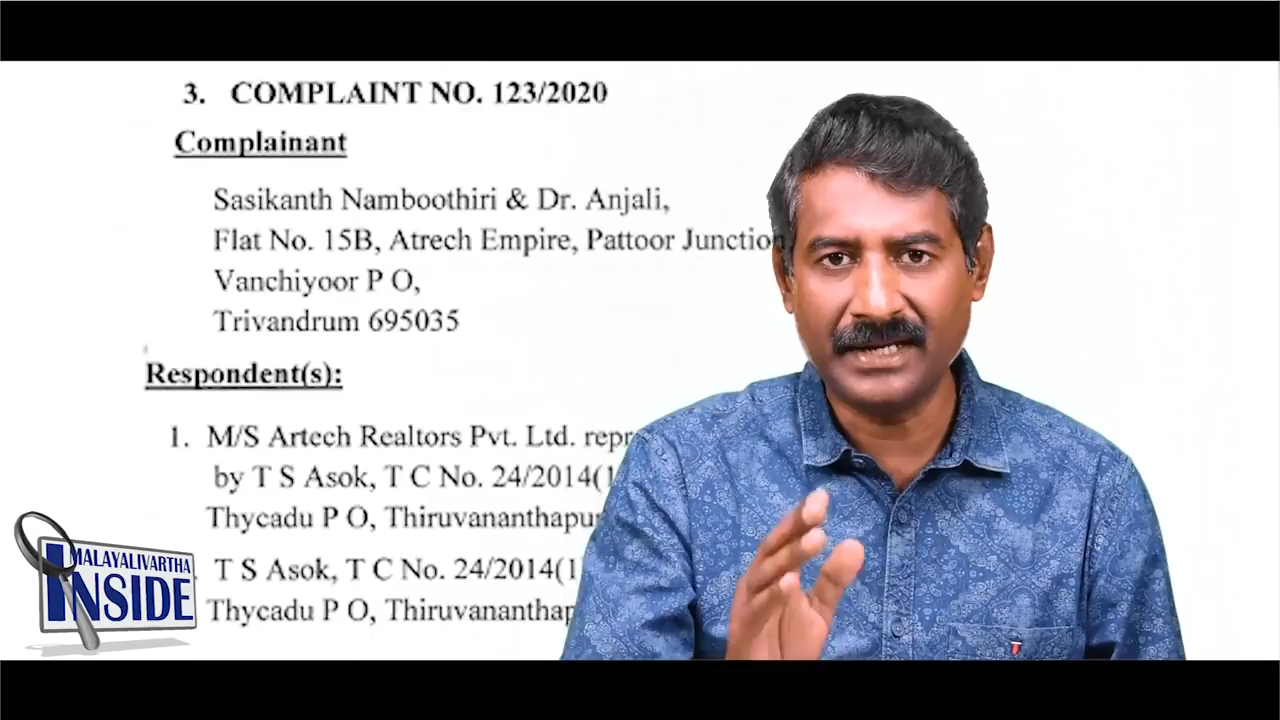 3. COMPLAINT NO. 123/2020
Complainant
Sasikanth Namboothiri & Dr. Anjali,
Flat No. 15B, Atrech Empire, Pattoor Junction,
Vanchiyoor P O,
Trivandrum 695035
Respondent(s):
1. M/S Artech Realtors Pvt. Ltd. repr
by T S Asok, T C No. 24/2014(1
Thycadu P O, Thiruvananthapur
T S Asok, T C No. 24/2014(1
Thycadu P O, Thiruvananthap
MALAYALIVARTHA
INSIDE